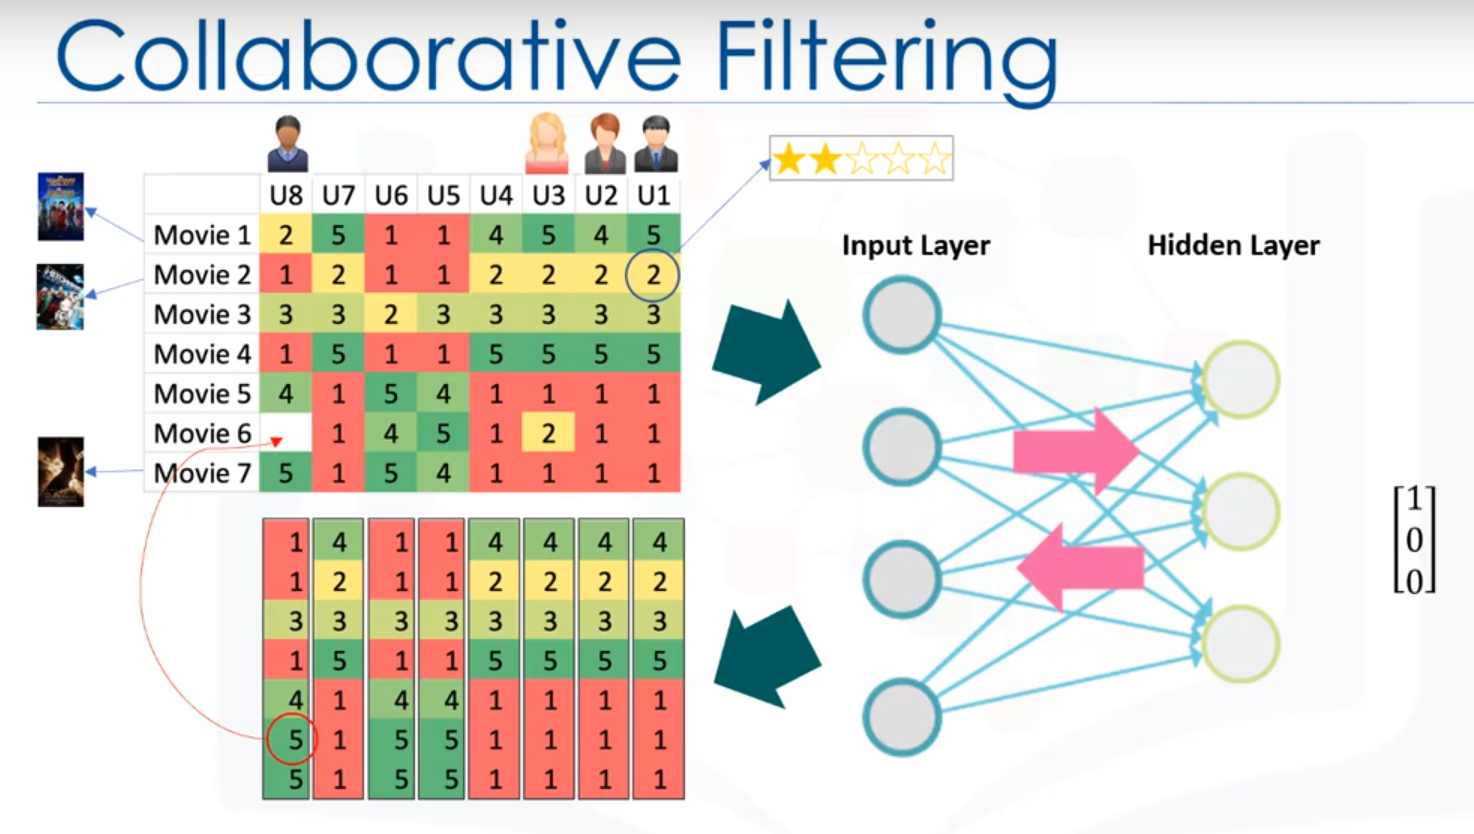 Collaborative Filtering
U8 U7 U6 U5 U4 U3 U2 U1
Movie 1 2 5 1 1 4 5 4 5
Movie 2 1 2 1 1 2 2 2 2
Movie 3 3 3 2 3 3 3 3 3
Movie 4 1 5 1 1 5 5 5 5
Movie 5 4 1 5 4 1 1 1 1
Movie 6 1 4 5 1 2 1 1
Movie 7 5 1 5 4 1 1 1 1
1 4 1 1 4 4 4 4
1 2 1 1 2 2 2 2
3 3 3 3 3 3 3 3
1 5 1 1 5 5 5 5
4 1 4 4 1 1 1 1
5 1 5 5 1 1 1 1
5 1 5 5 1 1 1 1
Input Layer
Hidden Layer
1
0
0